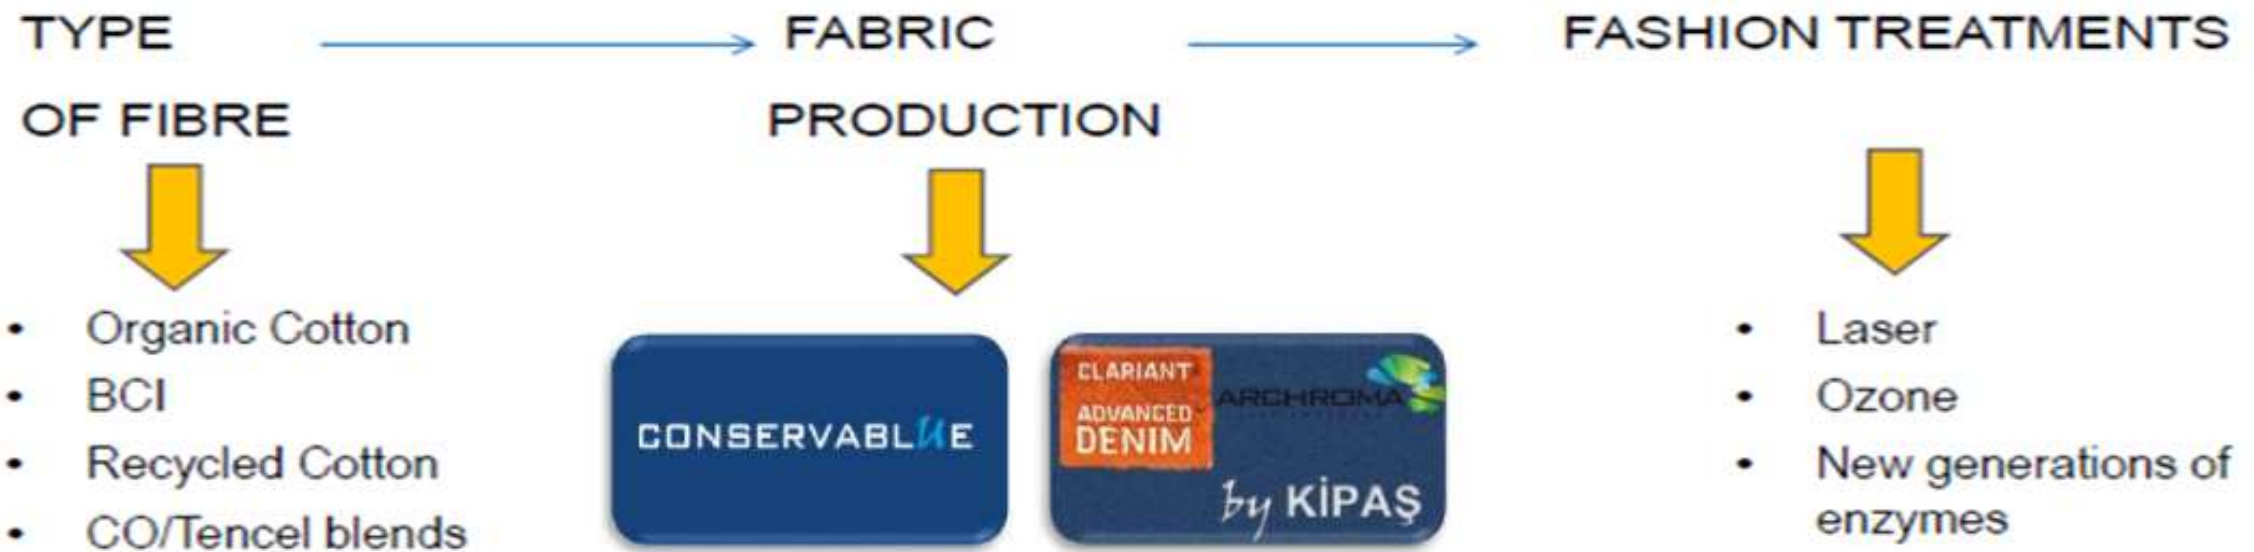 TYPE
OF FIBRE
FABRIC
PRODUCTION
FASHION TREATMENTS
• Organic Cotton
• BCI
• Recycled Cotton
• CO/Tencel blends
CONSERVABLUE
CLARIANT
ADVANCED
DENIM
ARCHROMA
by KİPAŞ
• Laser
• Ozone
• New generations of
enzymes